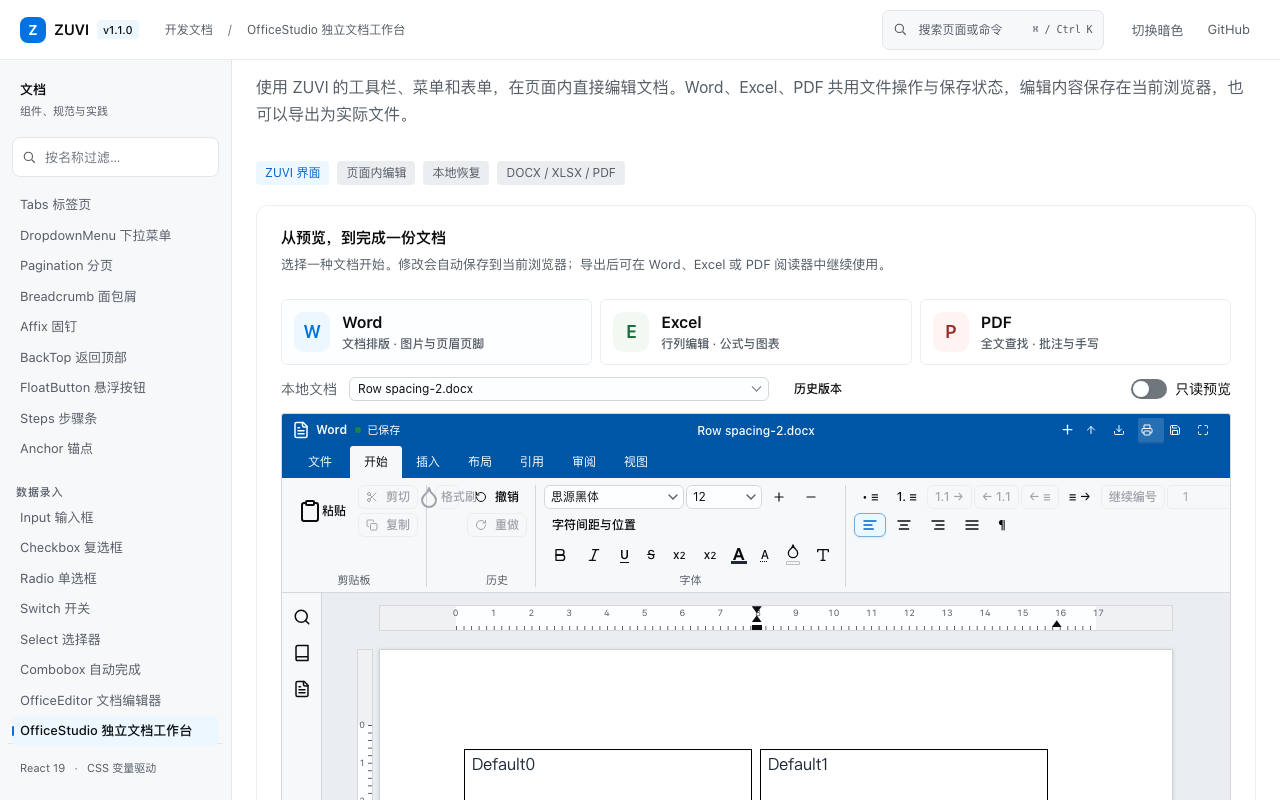 Z ZUVI v1.1.0 开发文档 / OfficeStudio 独立文档工作台 搜索页面或命令 ⌘ / Ctrl K 切换暗色 GitHub
文档
组件、规范与实践
按名称过滤...
Tabs 标签页
DropdownMenu 下拉菜单
Pagination 分页
Breadcrumb 面包屑
Affix 固钉
BackTop 返回顶部
FloatButton 悬浮按钮
Steps 步骤条
Anchor 锚点
数据录入
Input 输入框
Checkbox 复选框
Radio 单选框
Switch 开关
Select 选择器
Combobox 自动完成
OfficeEditor 文档编辑器
OfficeStudio 独立文档工作台
React 19 · CSS 变量驱动
使用 ZUVI 的工具栏、菜单和表单，在页面内直接编辑文档。Word、Excel、PDF 共用文件操作与保存状态，编辑内容保存在当前浏览器，也
可以导出为实际文件。
ZUVI 界面 页面内编辑 本地恢复 DOCX / XLSX / PDF
从预览，到完成一份文档
选择一种文档开始。修改会自动保存到当前浏览器；导出后可在 Word、Excel 或 PDF 阅读器中继续使用。
W Word
文档排版 · 图片与页眉页脚
E Excel
行列编辑 · 公式与图表
P PDF
全文查找 · 批注与手写
本地文档 Row spacing-2.docx 历史版本 只读预览
Word 已保存 Row spacing-2.docx
文件 开始 插入 布局 引用 审阅 视图
粘贴 剪切 格式刷 撤销 思源黑体 12 + − • ≡ 1. ≡ 1.1 → ← 1.1 ← ≡ ≡ → 继续编号 1
复制 重做 字符间距与位置 ¶
B I U S x2 x2 A A T
剪贴板 历史 字体
0 1 2 3 4 5 6 7 8 9 10 11 12 13 14 15 16 17
0
1
Default0 Default1